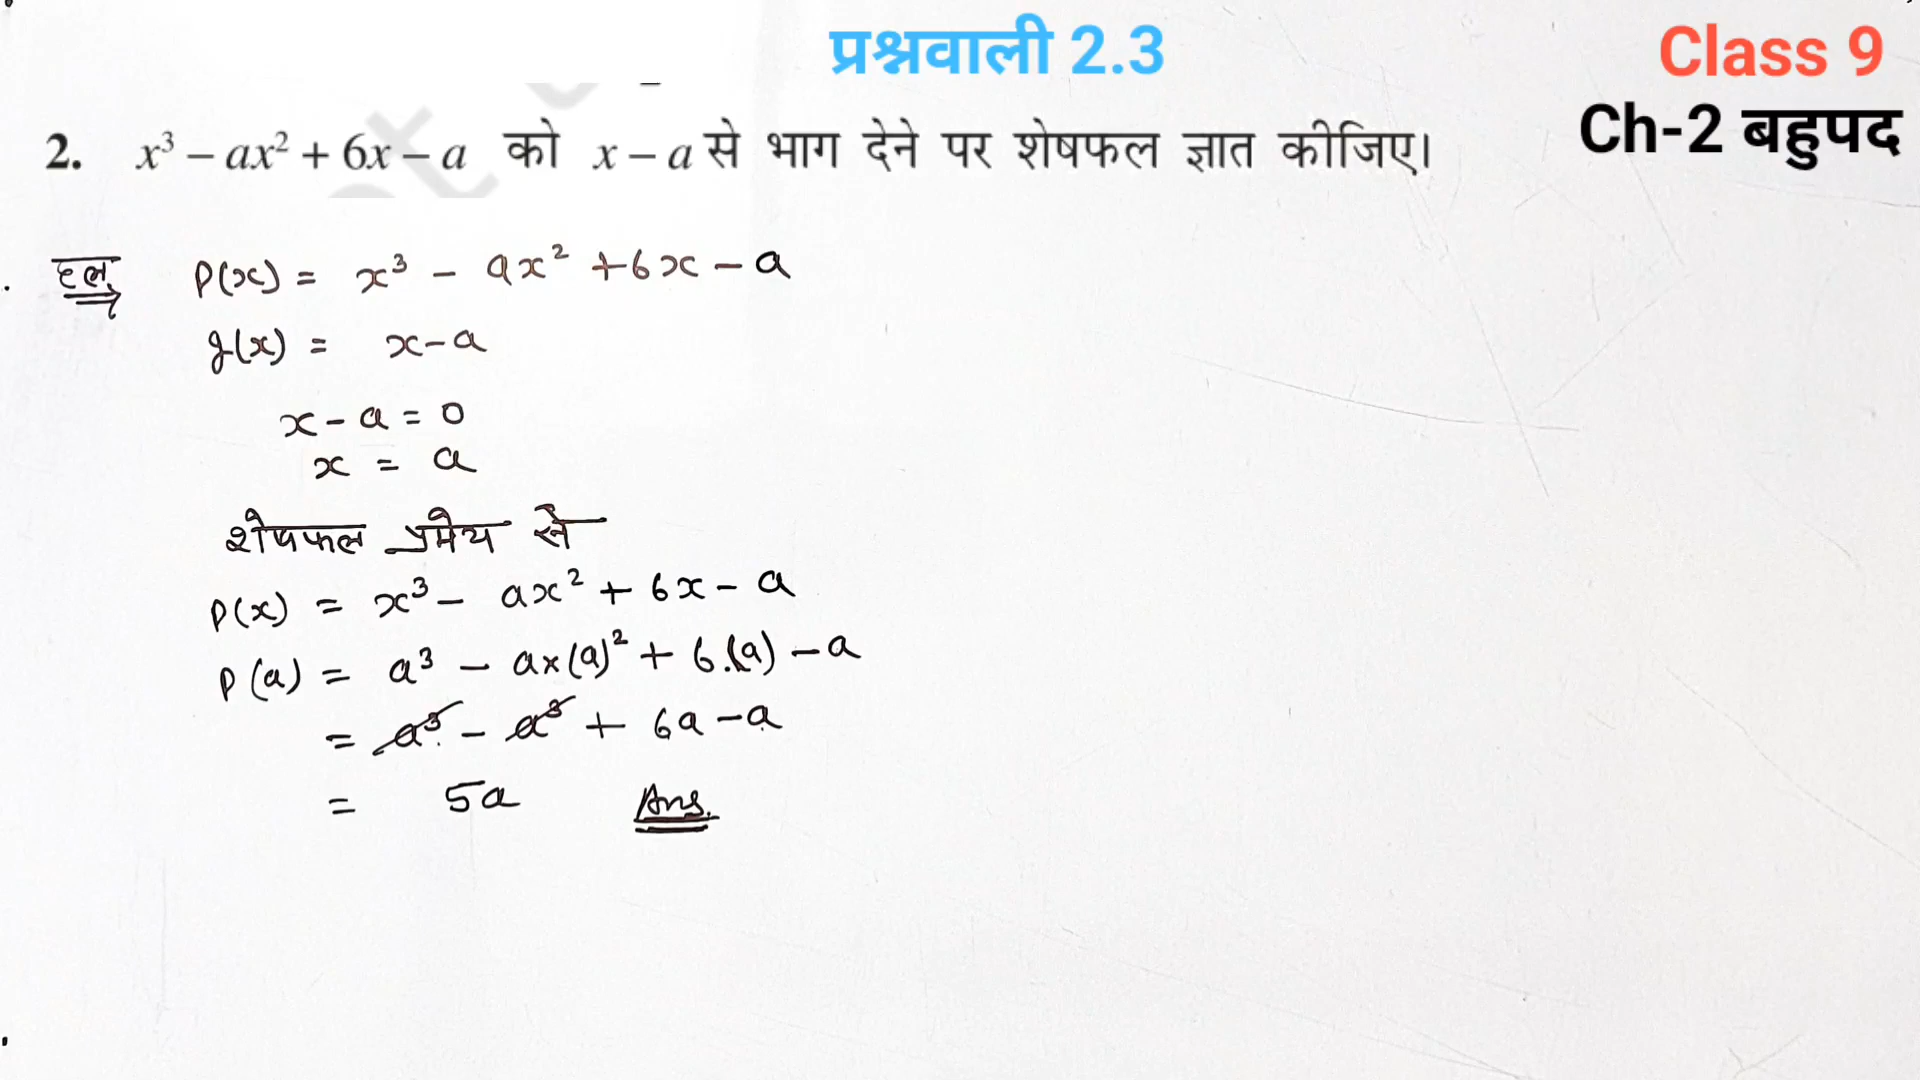 प्रश्नवाली 2.3
Class 9
Ch-2 बहुपद
2. x³ – ax² + 6x – a को x – a से भाग देने पर शेषफल ज्ञात कीजिए।
हल
P(x) = x³ - ax² + 6x - a
g(x) = x - a
x - a = 0
x = a
शेषफल प्रमेय से
P(x) = x³ - ax² + 6x - a
P(a) = a³ - a×(a)² + 6.(a) - a
= a³ - a³ + 6a - a
= 5a Ans.